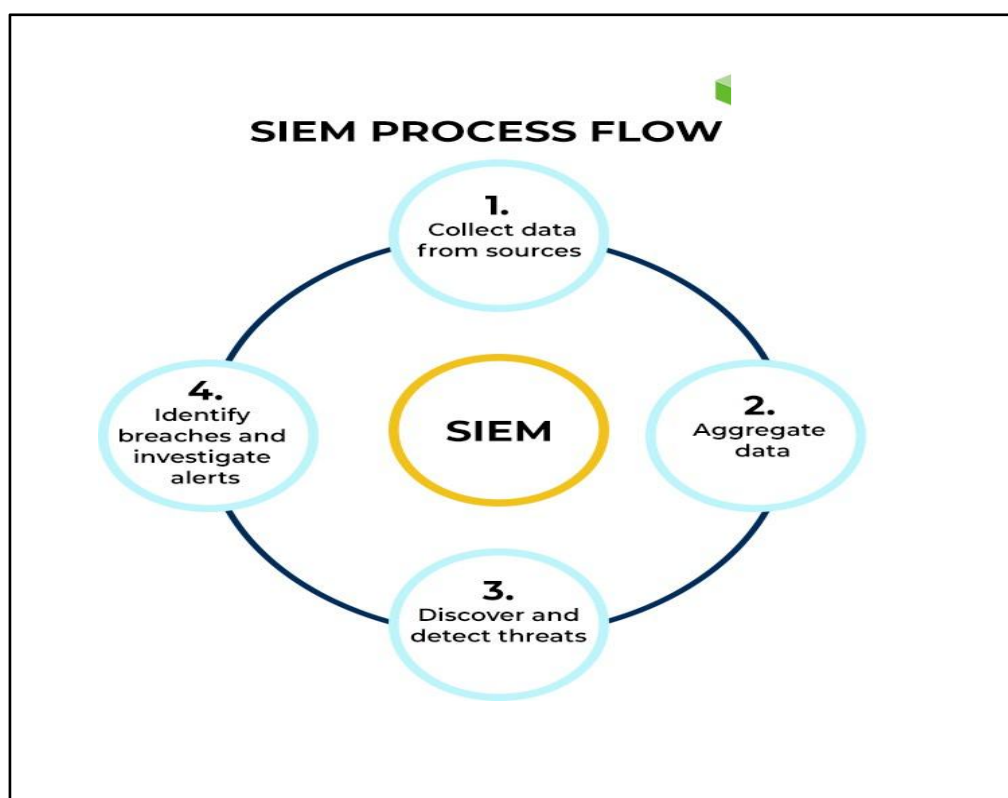 SIEM PROCESS FLOW
1.
Collect data
from sources
2.
Aggregate
data
3.
Discover and
detect threats
4.
Identify
breaches and
investigate
alerts
SIEM